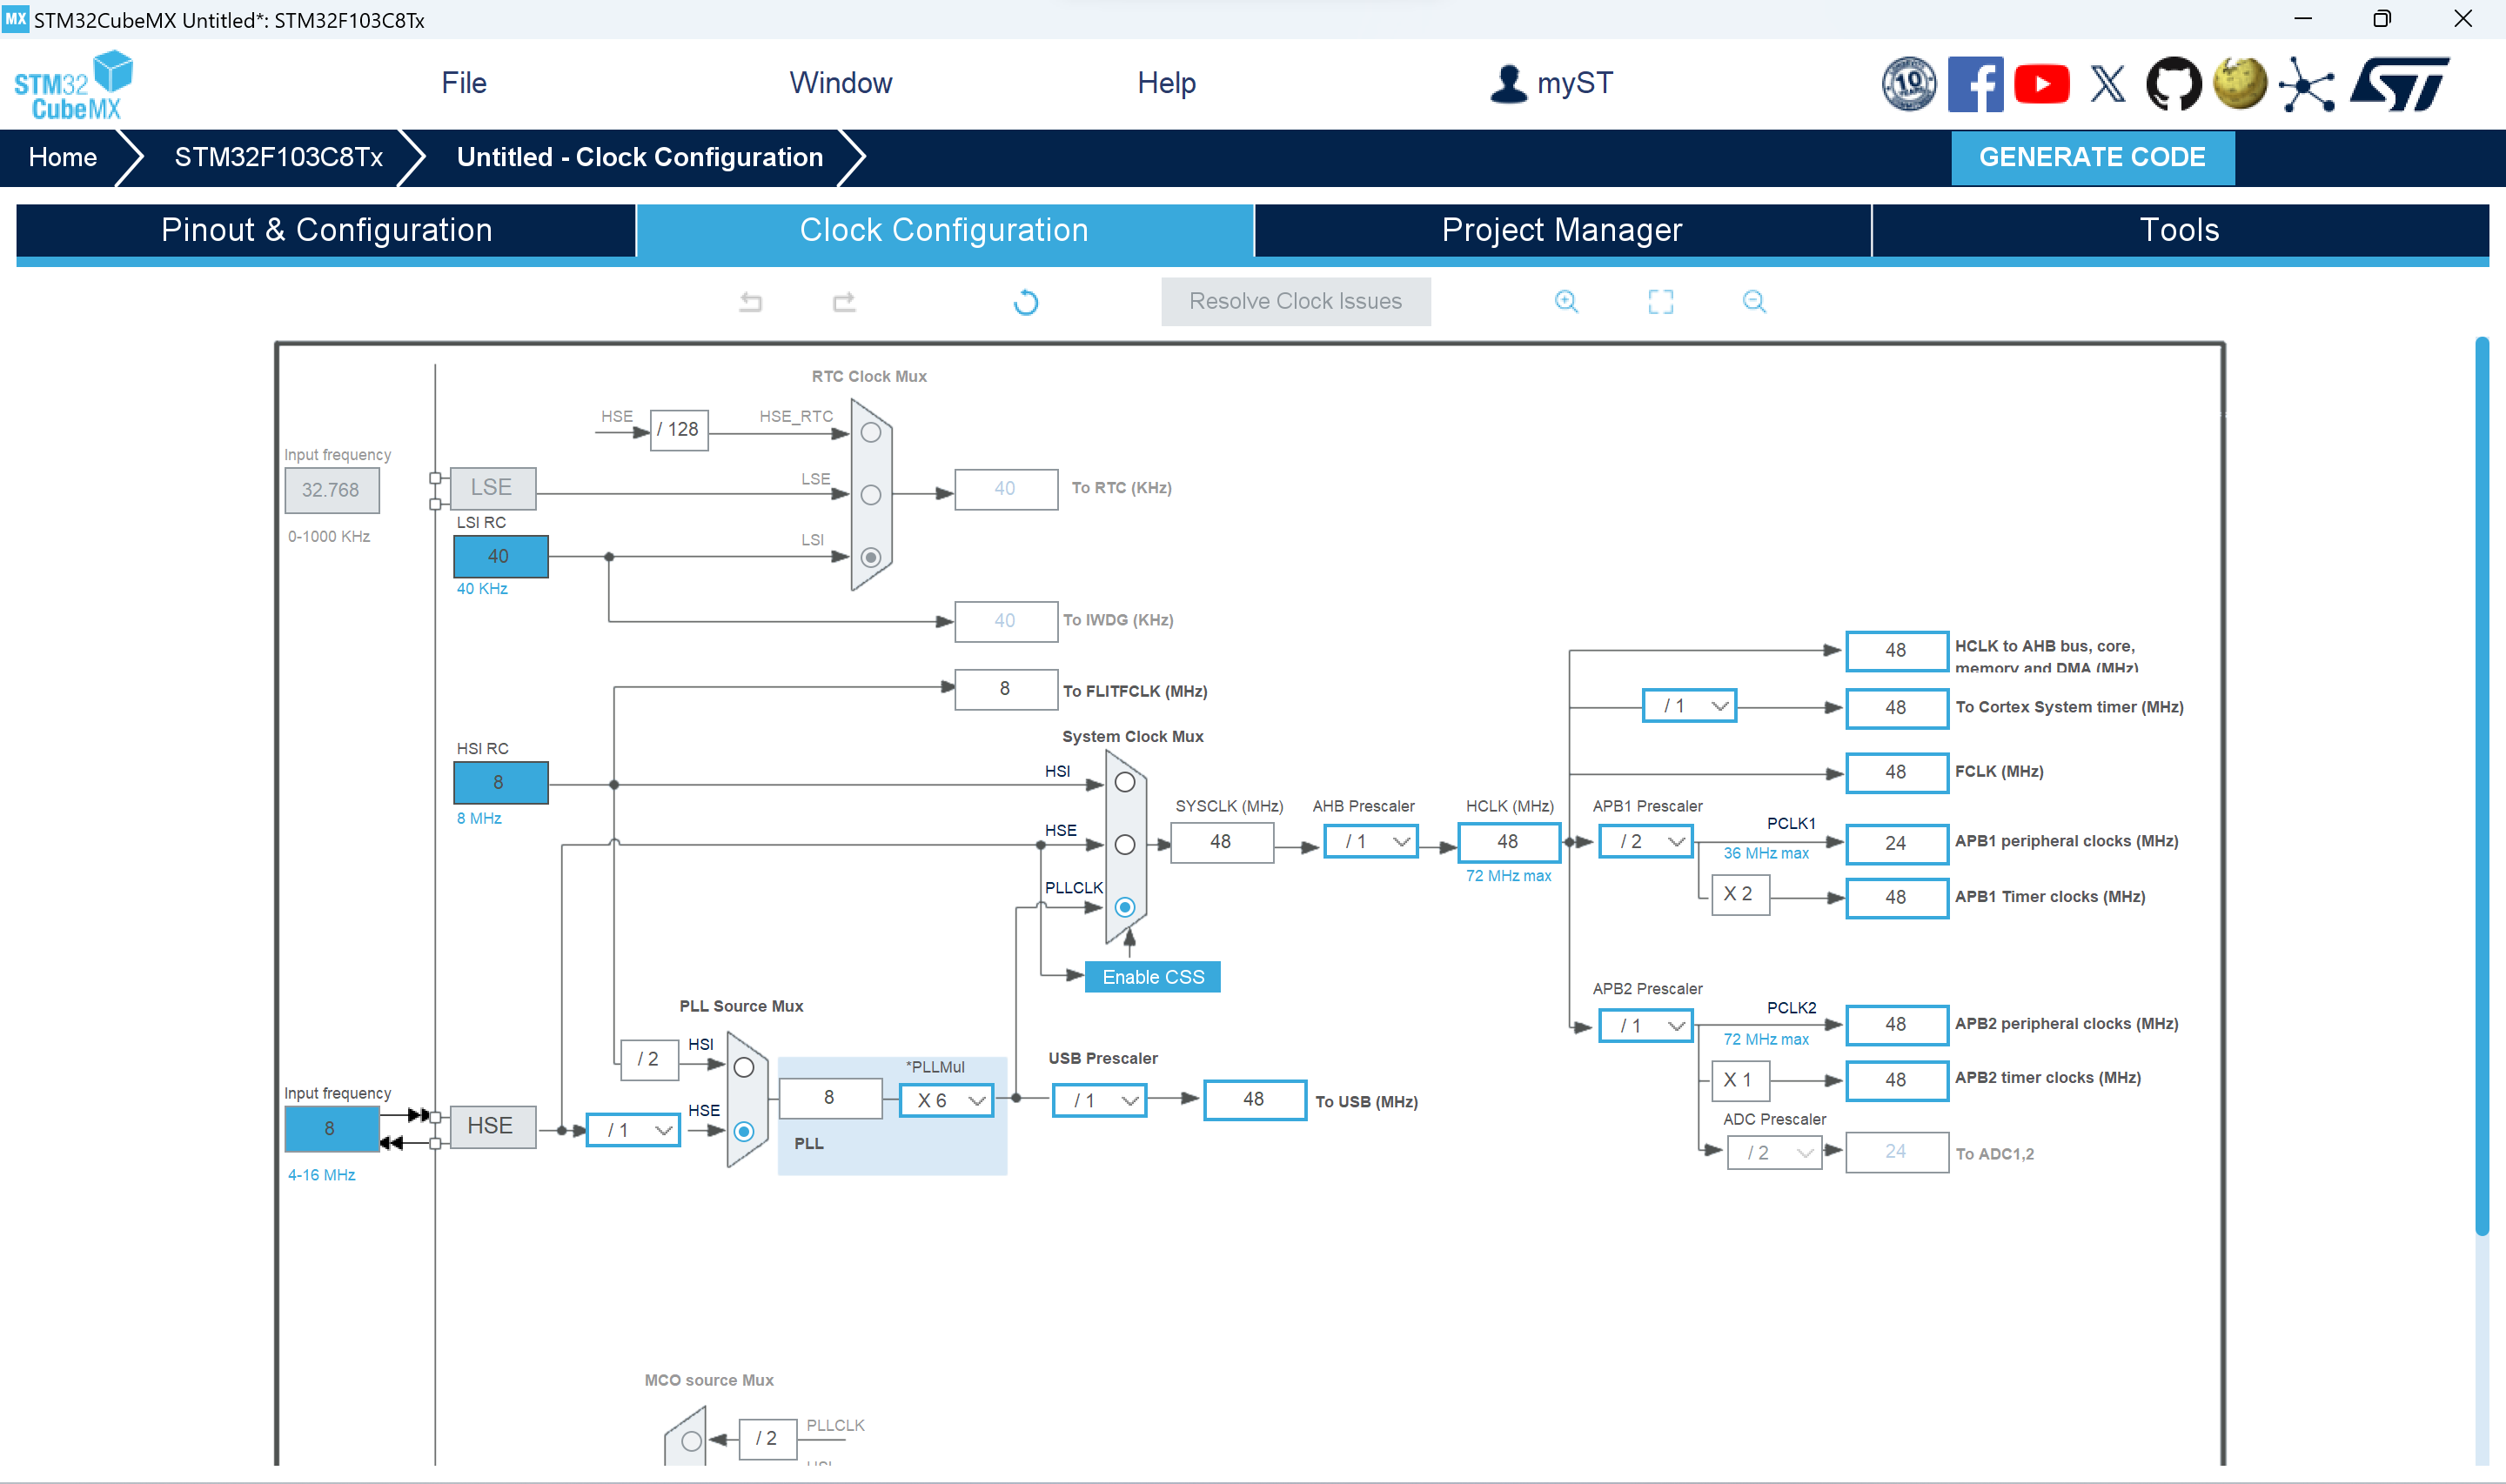 MX STM32CubeMX Untitled*: STM32F103C8Tx
STM32
CubeMX
File
Window
Help
myST
10
ST
Home
STM32F103C8Tx
Untitled - Clock Configuration
GENERATE CODE
Pinout & Configuration
Clock Configuration
Project Manager
Tools
Resolve Clock Issues
RTC Clock Mux
HSE
/ 128
HSE_RTC
Input frequency
32.768
0-1000 KHz
LSE
LSE
40
To RTC (KHz)
LSI RC
40
40 KHz
LSI
40
To IWDG (KHz)
8
To FLITFCLK (MHz)
HSI RC
8
8 MHz
System Clock Mux
HSI
HSE
PLLCLK
Enable CSS
SYSCLK (MHz)
48
AHB Prescaler
/ 1
HCLK (MHz)
48
72 MHz max
48
HCLK to AHB bus, core,
memory and DMA (MHz)
/ 1
48
To Cortex System timer (MHz)
48
FCLK (MHz)
APB1 Prescaler
/ 2
PCLK1
36 MHz max
24
APB1 peripheral clocks (MHz)
X 2
48
APB1 Timer clocks (MHz)
APB2 Prescaler
/ 1
PCLK2
72 MHz max
48
APB2 peripheral clocks (MHz)
X 1
48
APB2 timer clocks (MHz)
ADC Prescaler
/ 2
24
To ADC1,2
PLL Source Mux
/ 2
HSI
Input frequency
8
4-16 MHz
HSE
/ 1
HSE
8
*PLLMul
X 6
PLL
USB Prescaler
/ 1
48
To USB (MHz)
MCO source Mux
/ 2
PLLCLK